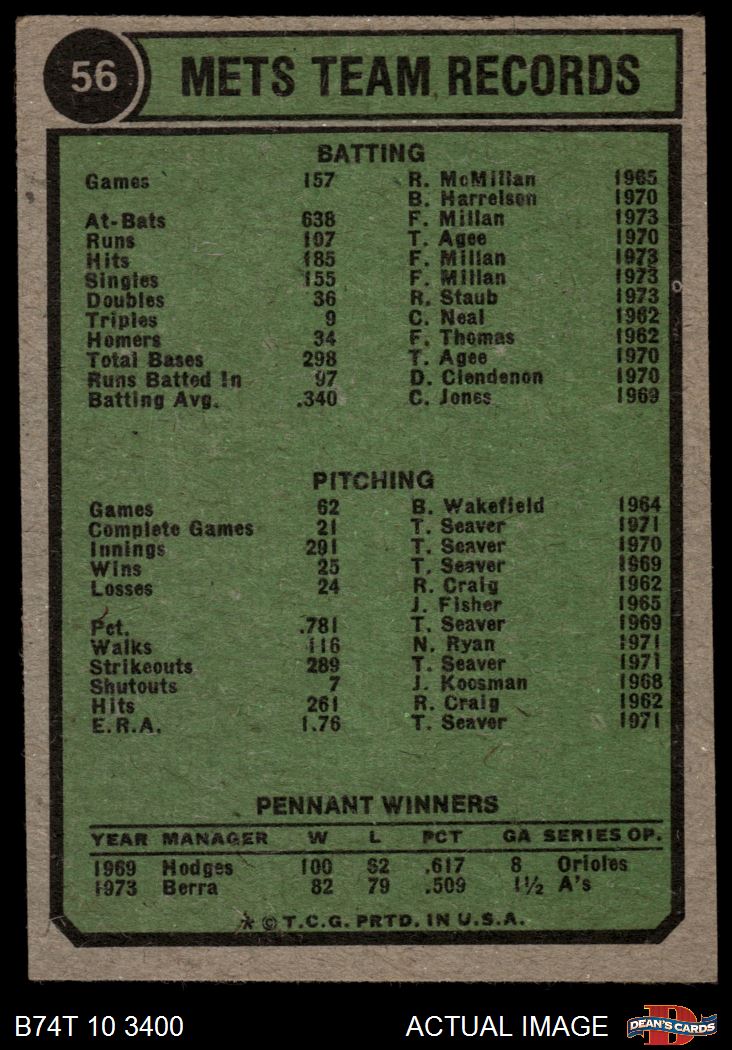 56 METS TEAM RECORDS
BATTING
Games 157 R. McMillan 1965
B. Harrelson 1970
At-Bats 638 F. Millan 1973
Runs 107 T. Agee 1970
Hits 185 F. Millan 1973
Singles 155 F. Millan 1973
Doubles 36 R. Staub 1973
Triples 9 C. Neal 1962
Homers 34 F. Thomas 1962
Total Bases 298 T. Agee 1970
Runs Batted In 97 D. Clendenon 1970
Batting Avg. .340 C. Jones 1969
PITCHING
Games 62 B. Wakefield 1964
Complete Games 21 T. Seaver 1971
Innings 291 T. Seaver 1970
Wins 25 T. Seaver 1969
Losses 24 R. Craig 1962
J. Fisher 1965
Pct. .781 T. Seaver 1969
Walks 116 N. Ryan 1971
Strikeouts 289 T. Seaver 1971
Shutouts 7 J. Koosman 1968
Hits 261 R. Craig 1962
E.R.A. 1.76 T. Seaver 1971
PENNANT WINNERS
YEAR MANAGER W L PCT GA SERIES OP.
1969 Hodges 100 62 .617 8 Orioles
1973 Berra 82 79 .509 1½ A's
* © T.C.G. PRTD. IN U.S.A.
B74T 10 3400 ACTUAL IMAGE DEAN'S CARDS